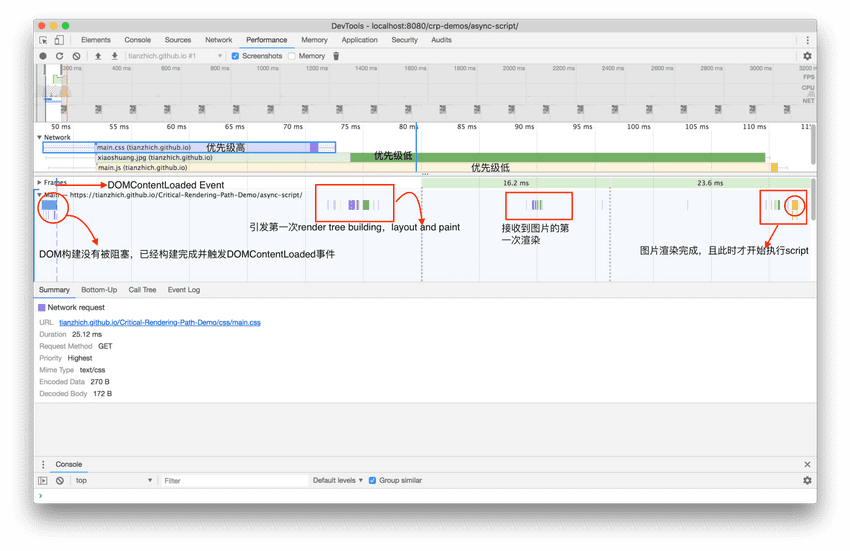 DevTools - localhost:8080/crp-demos/async-script/
Elements Console Sources Network Performance Memory Application Security Audits
tianzhich.github.io #1 Screenshots Memory
200 ms 400 ms 600 ms 800 ms 1000 ms 1200 ms 1400 ms 1600 ms 1800 ms 2000 ms 2200 ms 2400 ms 2600 ms 2800 ms 3000 ms 3200 ms
FPS
CPU
NET
50 ms 55 ms 60 ms 65 ms 70 ms 75 ms 80 ms 85 ms 90 ms 95 ms 100 ms 105 ms 110 ms
Network
main.css (tianzhich.github.io) 优先级高
xiaoshuang.jpg (tianzhich.github.io) 优先级低
main.js (tianzhich.github.io) 优先级低
Frames 16.2 ms 23.6 ms
DOMContentLoaded Event
Main — https://tianzhich.github.io/Critical-Rendering-Path-Demo/async-script/
引发第一次render tree building，layout and paint
接收到图片的第
一次渲染
图片渲染完成，且此时才开始执行script
DOM构建没有被阻塞，已经构建完成并触发DOMContentLoaded事件
Summary Bottom-Up Call Tree Event Log
Network request
URL tianzhich.github.io/Critical-Rendering-Path-Demo/css/main.css
Duration 25.12 ms
Request Method GET
Priority Highest
Mime Type text/css
Encoded Data 270 B
Decoded Body 172 B
Console
top Filter Default levels Group similar